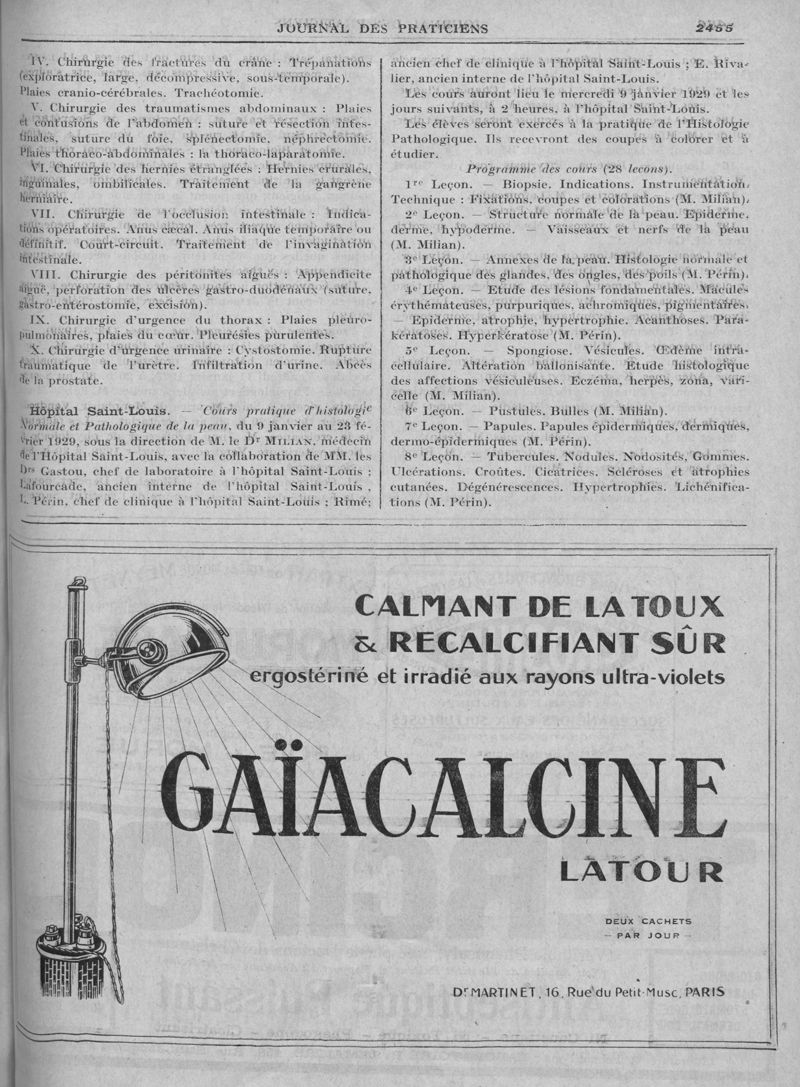 JOURNAL DES PRATICIENS 2455
IV. Chirurgie des fractures du crâne : Trépanations
(exploratrice, large, décompressive, sous-temporale).
Plaies cranio-cérébrales. Trachéotomie.
V. Chirurgie des traumatismes abdominaux : Plaies
et contusions de l'abdomen : suture et résection intes-
tinales, suture du foie, splénectomie, néphrectomie.
Plaies thoraco-abdominales : la thoraco-laparatomie.
VI. Chirurgie des hernies étranglées : Hernies crurales,
inguinales, ombilicales. Traitement de la gangrène
herniaire.
VII. Chirurgie de l'occlusion intestinale : Indica-
tions opératoires. Anus cæcal. Anus iliaque temporaire ou
définitif. Court-circuit. Traitement de l'invagination
intestinale.
VIII. Chirurgie des péritonites aiguës : Appendicite
aiguë, perforation des ulcères gastro-duodénaux (suture,
gastro-entérostomie, excision).
IX. Chirurgie d'urgence du thorax : Plaies pleuro-
pulmonaires, plaies du cœur. Pleurésies purulentes.
X. Chirurgie d'urgence urinaire : Cystostomie. Rupture
traumatique de l'urètre. Infiltration d'urine. Abcès
de la prostate.
Hôpital Saint-Louis. — Cours pratique d'histologie
Normale et Pathologique de la peau, du 9 janvier au 23 fé-
vrier 1929, sous la direction de M. le Dr MILIAN, médecin
de l'Hôpital Saint-Louis, avec la collaboration de MM. les
Drs Gastou, chef de laboratoire à l'hôpital Saint-Louis ;
Lafourcade, ancien interne de l'hôpital Saint-Louis,
L. Périn, chef de clinique à l'hôpital Saint-Louis ; Rimé;
ancien chef de clinique à l'hôpital Saint-Louis ; E. Riva-
lier, ancien interne de l'hôpital Saint-Louis.
Les cours auront lieu le mercredi 9 janvier 1929 et les
jours suivants, à 2 heures, à l'hôpital Saint-Louis.
Les élèves seront exercés à la pratique de l'Histologie
Pathologique. Ils recevront des coupes à colorer et à
étudier.
Programme des cours (28 lecons).
1re Leçon. — Biopsie. Indications. Instrumentation.
Technique : Fixations, coupes et colorations (M. Milian).
2e Leçon. — Structure normale de la peau. Epiderme,
derme, hypoderme. — Vaisseaux et nerfs de la peau
(M. Milian).
3e Leçon. — Annexes de la peau. Histologie normale et
pathologique des glandes, des ongles, des poils (M. Périn).
4e Leçon. — Etude des lésions fondamentales. Macules
érythémateuses, purpuriques, achromiques, pigmentaires.
— Epiderme, atrophie, hypertrophie. Acanthoses. Para-
kératoses. Hyperkératose (M. Périn).
5e Leçon. — Spongiose. Vésicules. Œdème intra-
cellulaire. Altération ballonisante. Etude histologique
des affections vésiculeuses. Eczéma, herpès, zona, vari-
celle (M. Milian).
6e Leçon. — Pustules. Bulles (M. Milian).
7e Leçon. — Papules. Papules épidermiques, dermiques,
dermo-épidermiques (M. Périn).
8e Leçon. — Tubercules. Nodules. Nodosités, Gommes.
Ulcérations. Croûtes. Cicatrices. Scléroses et atrophies
cutanées. Dégénérescences. Hypertrophies. Lichénifica-
tions (M. Périn).
CALMANT DE LA TOUX
& RECALCIFIANT SÛR
ergostériné et irradié aux rayons ultra-violets
GAÏACALCINE
LATOUR
DEUX CACHETS
— PAR JOUR —
Dr MARTINET, 16, Rue du Petit-Musc, PARIS